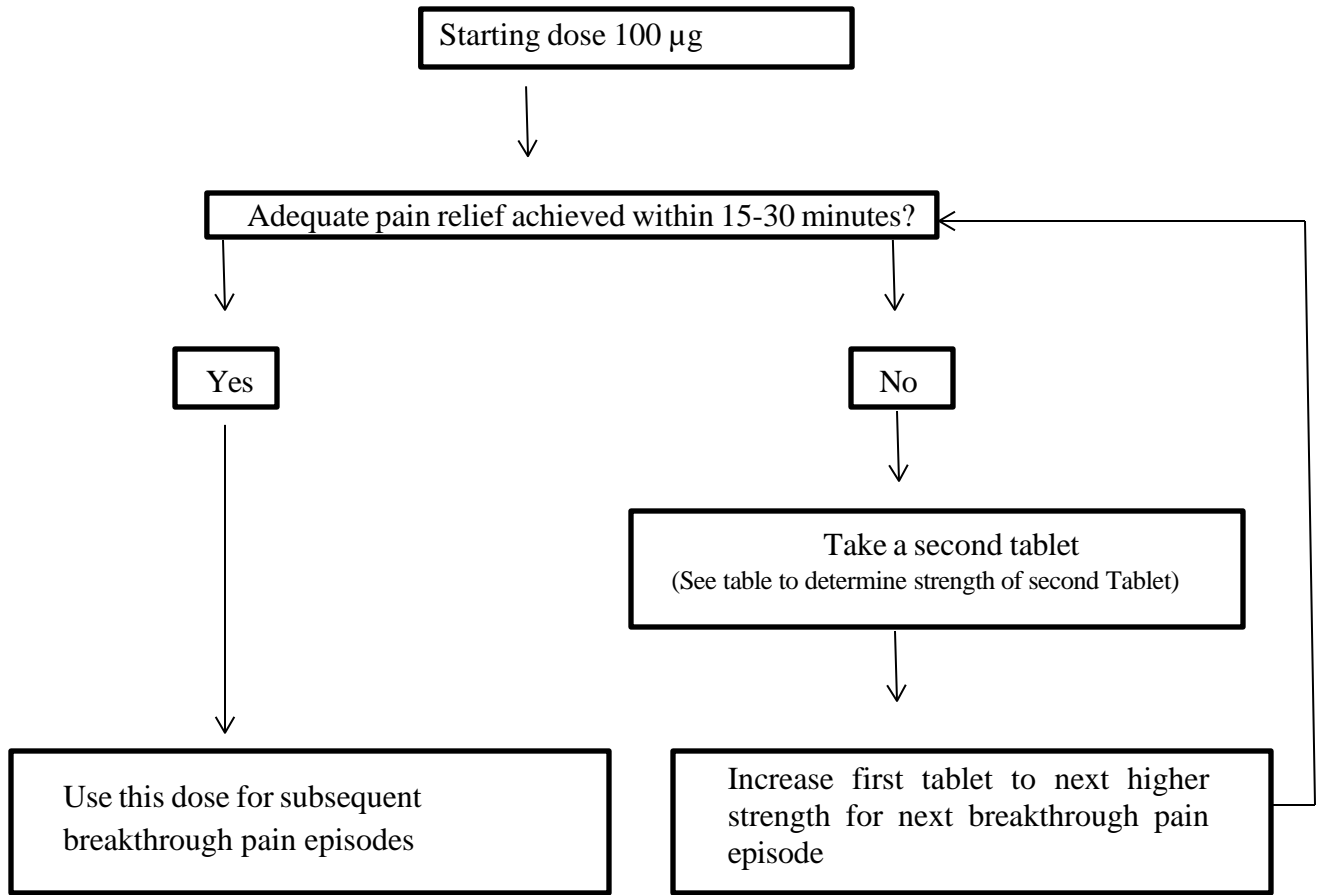 Starting dose 100 µg
Adequate pain relief achieved within 15-30 minutes?
Yes
No
Take a second tablet
(See table to determine strength of second Tablet)
Use this dose for subsequent
breakthrough pain episodes
Increase first tablet to next higher
strength for next breakthrough pain
episode